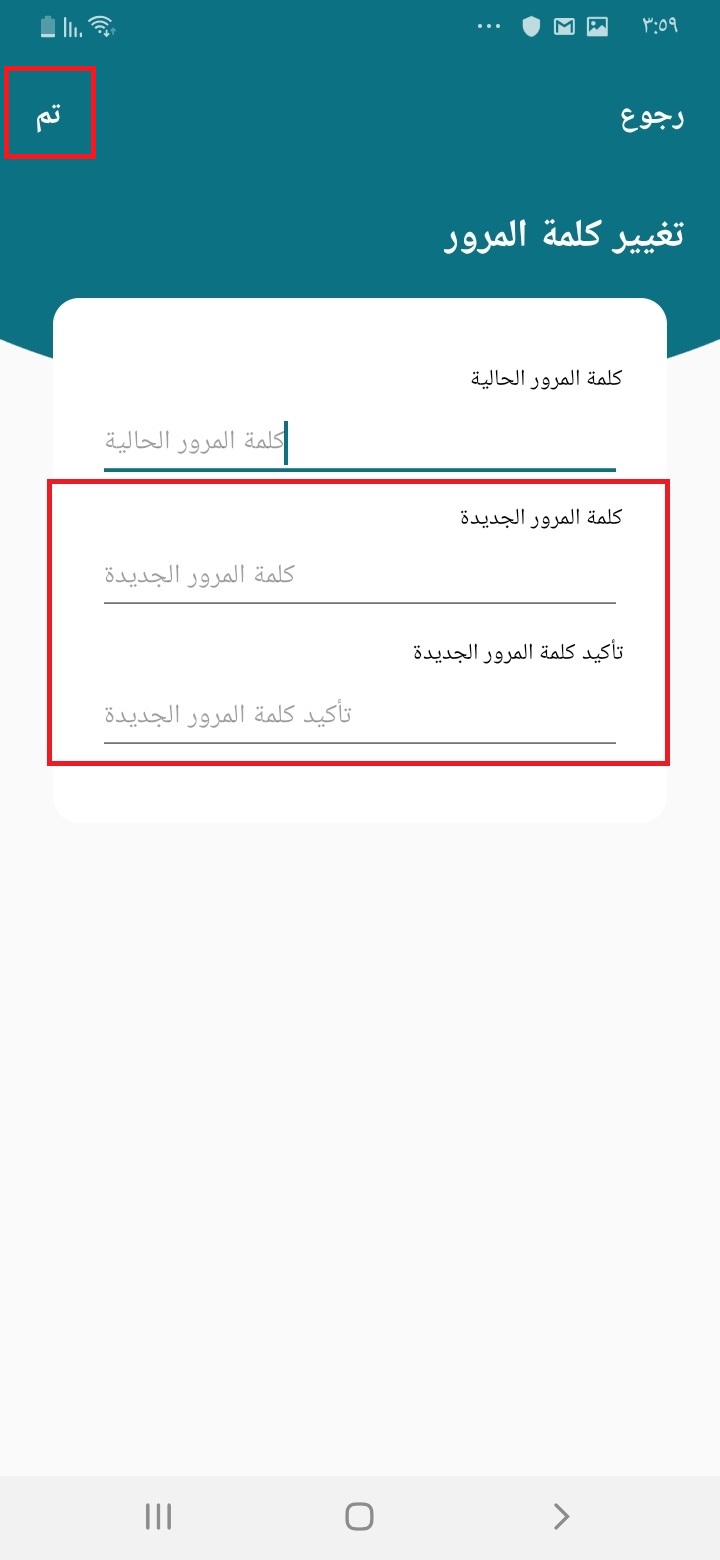 ٣:٥٩
رجوع
تم
تغيير كلمة المرور
كلمة المرور الحالية
كلمة المرور الحالية
كلمة المرور الجديدة
كلمة المرور الجديدة
تأكيد كلمة المرور الجديدة
تأكيد كلمة المرور الجديدة